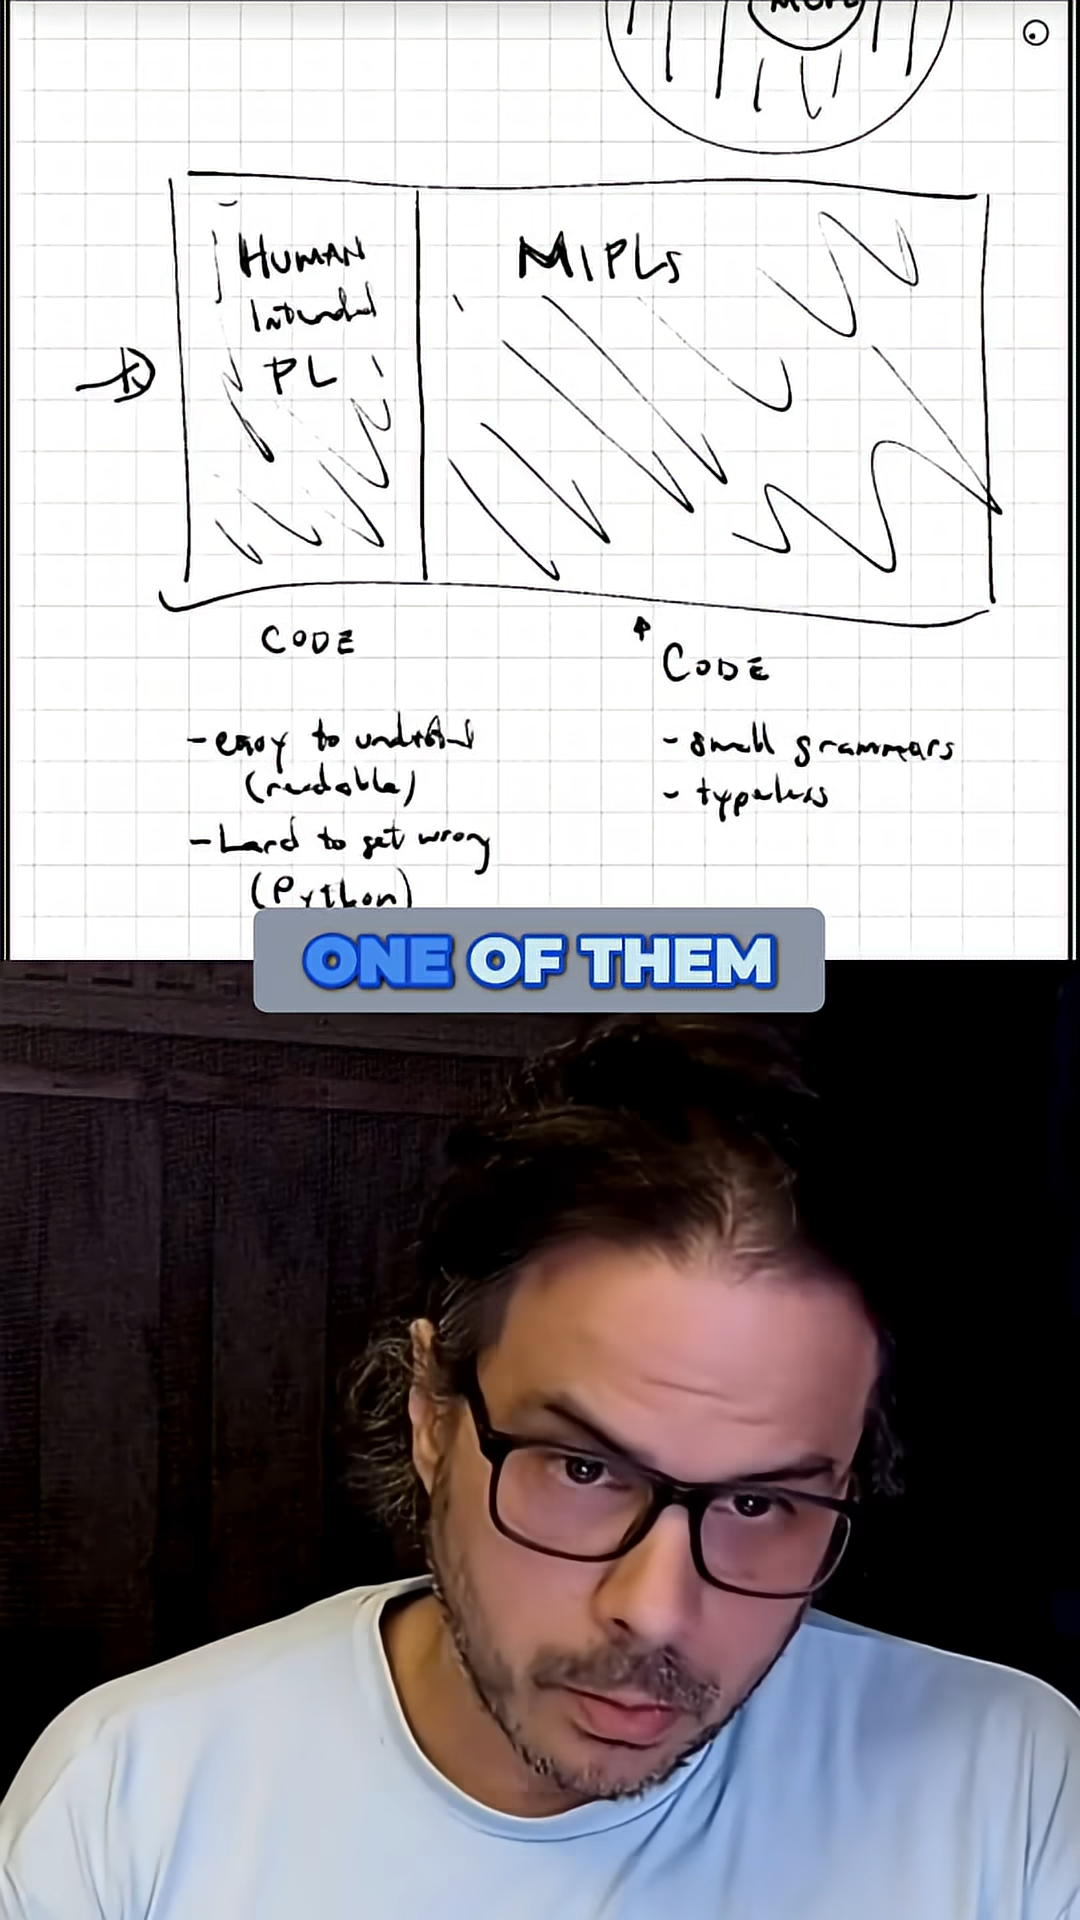 HUMAN
Intended
PL
MIPLs
CODE
- easy to understand
(readable)
- Hard to get wrong
(Python)
CODE
- small grammars
- typeless
ONE OF THEM